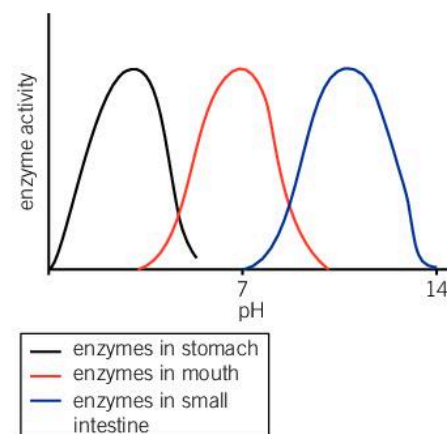 enzyme activity
7
14
pH
enzymes in stomach
enzymes in mouth
enzymes in small
intestine